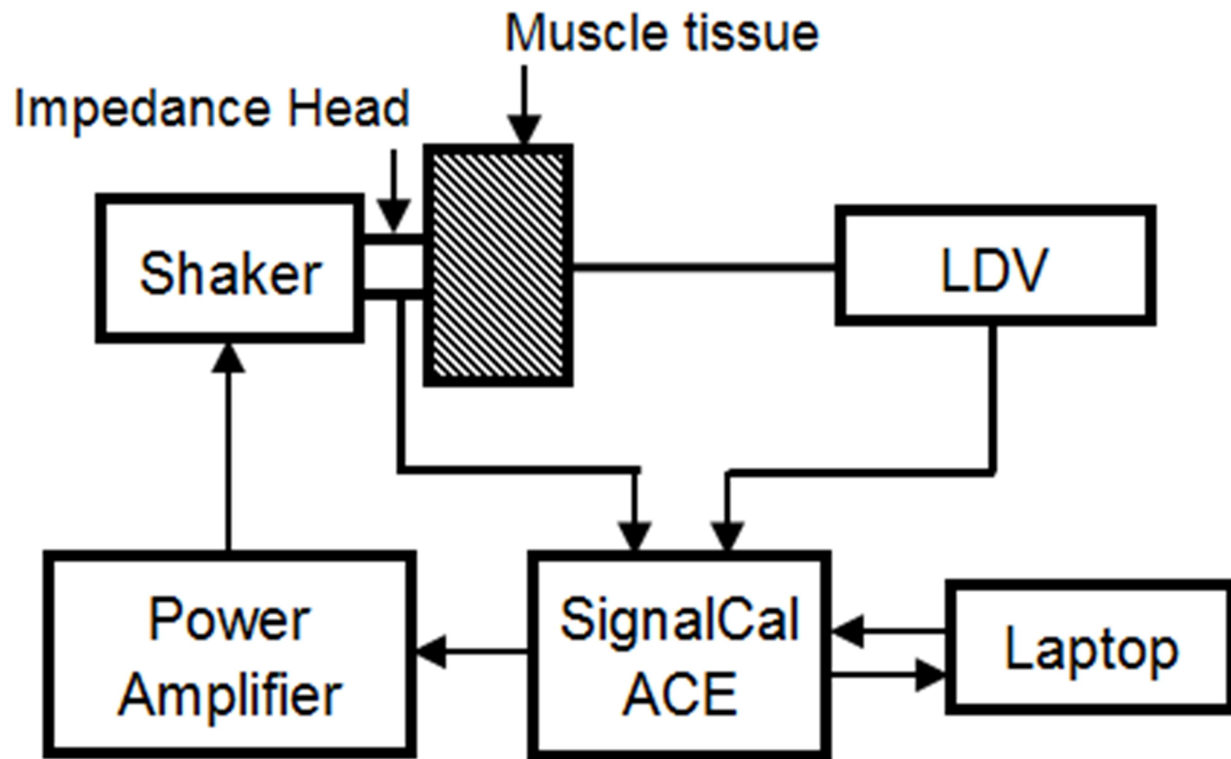 Muscle tissue
Impedance Head
Shaker
LDV
Power
Amplifier
SignalCal
ACE
Laptop